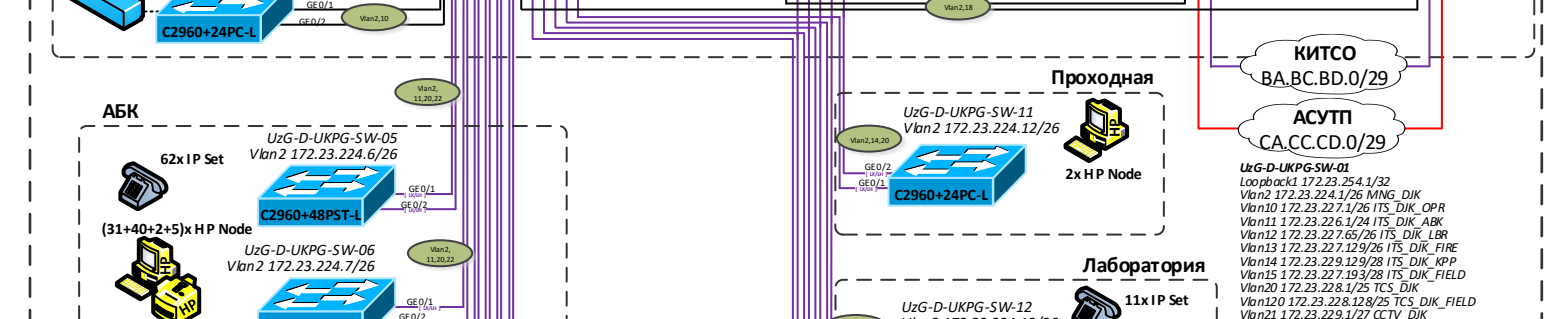 GE0/1
GE0/2
Vlan2,10
C2960+24PC-L
Vlan2,18
КИТСО
BA.BC.BD.0/29
АСУТП
CA.CC.CD.0/29
Vlan2,
11,20,22
АБК
UzG-D-UKPG-SW-05
Vlan2 172.23.224.6/26
62x IP Set
GE0/1
GE0/2
C2960+48PST-L
(31+40+2+5)x HP Node
HP
HP
UzG-D-UKPG-SW-06
Vlan2 172.23.224.7/26
Vlan2,
11,20,22
GE0/1
GE0/2
Проходная
UzG-D-UKPG-SW-11
Vlan2 172.23.224.12/26
Vlan2,14,20
GE0/2
GE0/1
C2960+24PC-L
HP
2x HP Node
Лаборатория
UzG-D-UKPG-SW-12
11x IP Set
UzG-D-UKPG-SW-01
Loopback1 172.23.254.1/32
Vlan2 172.23.224.1/26 MNG_DJK
Vlan10 172.23.227.1/26 ITS_DJK_OPR
Vlan11 172.23.226.1/24 ITS_DJK_ABK
Vlan12 172.23.227.65/26 ITS_DJK_LBR
Vlan13 172.23.227.129/26 ITS_DJK_FIRE
Vlan14 172.23.229.129/28 ITS_DJK_KPP
Vlan15 172.23.227.193/28 ITS_DJK_FIELD
Vlan20 172.23.228.1/25 TCS_DJK
Vlan120 172.23.228.128/25 TCS_DJK_FIELD
Vlan21 172.23.229.1/27 CCTV_DJK